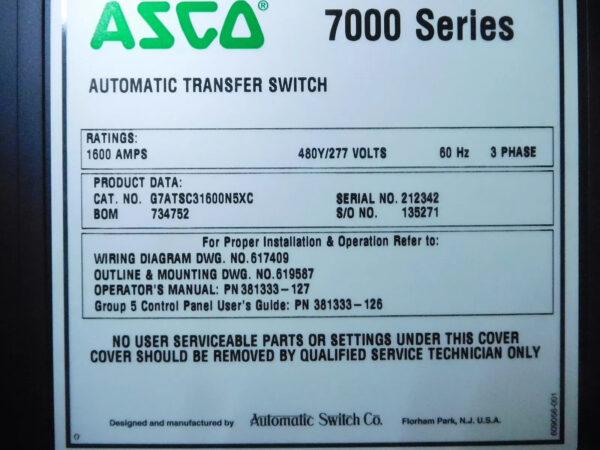 ASCO® 7000 Series
AUTOMATIC TRANSFER SWITCH
RATINGS:
1600 AMPS 480Y/277 VOLTS 60 Hz 3 PHASE
PRODUCT DATA:
CAT. NO. G7ATSC31600N5XC SERIAL NO. 212342
BOM 734752 S/O NO. 135271
For Proper Installation & Operation Refer to:
WIRING DIAGRAM DWG. NO.617409
OUTLINE & MOUNTING DWG. NO.619587
OPERATOR'S MANUAL: PN 381333-127
Group 5 Control Panel User's Guide: PN 381333-126
NO USER SERVICEABLE PARTS OR SETTINGS UNDER THIS COVER
COVER SHOULD BE REMOVED BY QUALIFIED SERVICE TECHNICIAN ONLY
Designed and manufactured by Automatic Switch Co. Florham Park, N.J. U.S.A.
609056-001